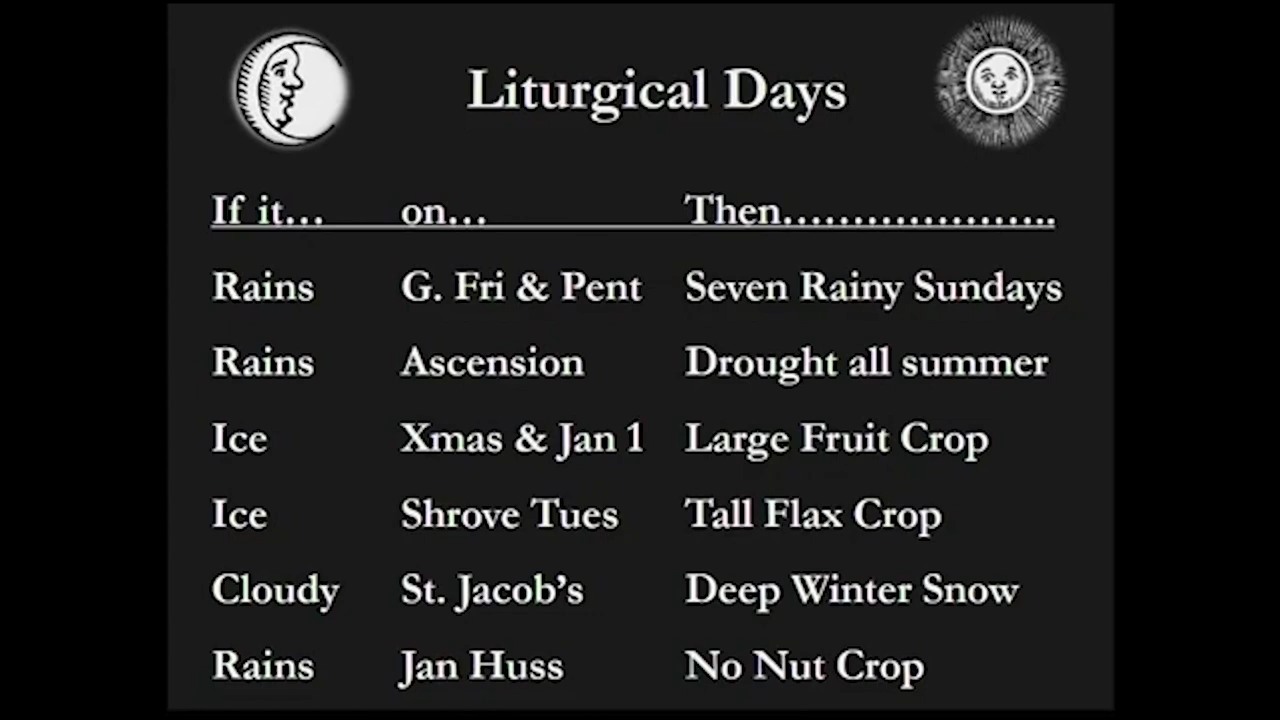 Liturgical Days
If it… on… Then…………………..
Rains G. Fri & Pent Seven Rainy Sundays
Rains Ascension Drought all summer
Ice Xmas & Jan 1 Large Fruit Crop
Ice Shrove Tues Tall Flax Crop
Cloudy St. Jacob’s Deep Winter Snow
Rains Jan Huss No Nut Crop